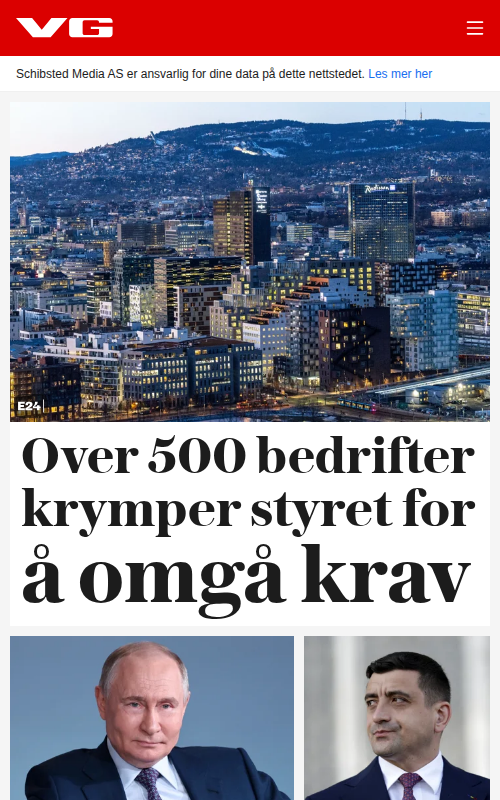 VG
Schibsted Media AS er ansvarlig for dine data på dette nettstedet. Les mer her
Radisson
E24
Over 500 bedrifter
krymper styret for
å omgå krav